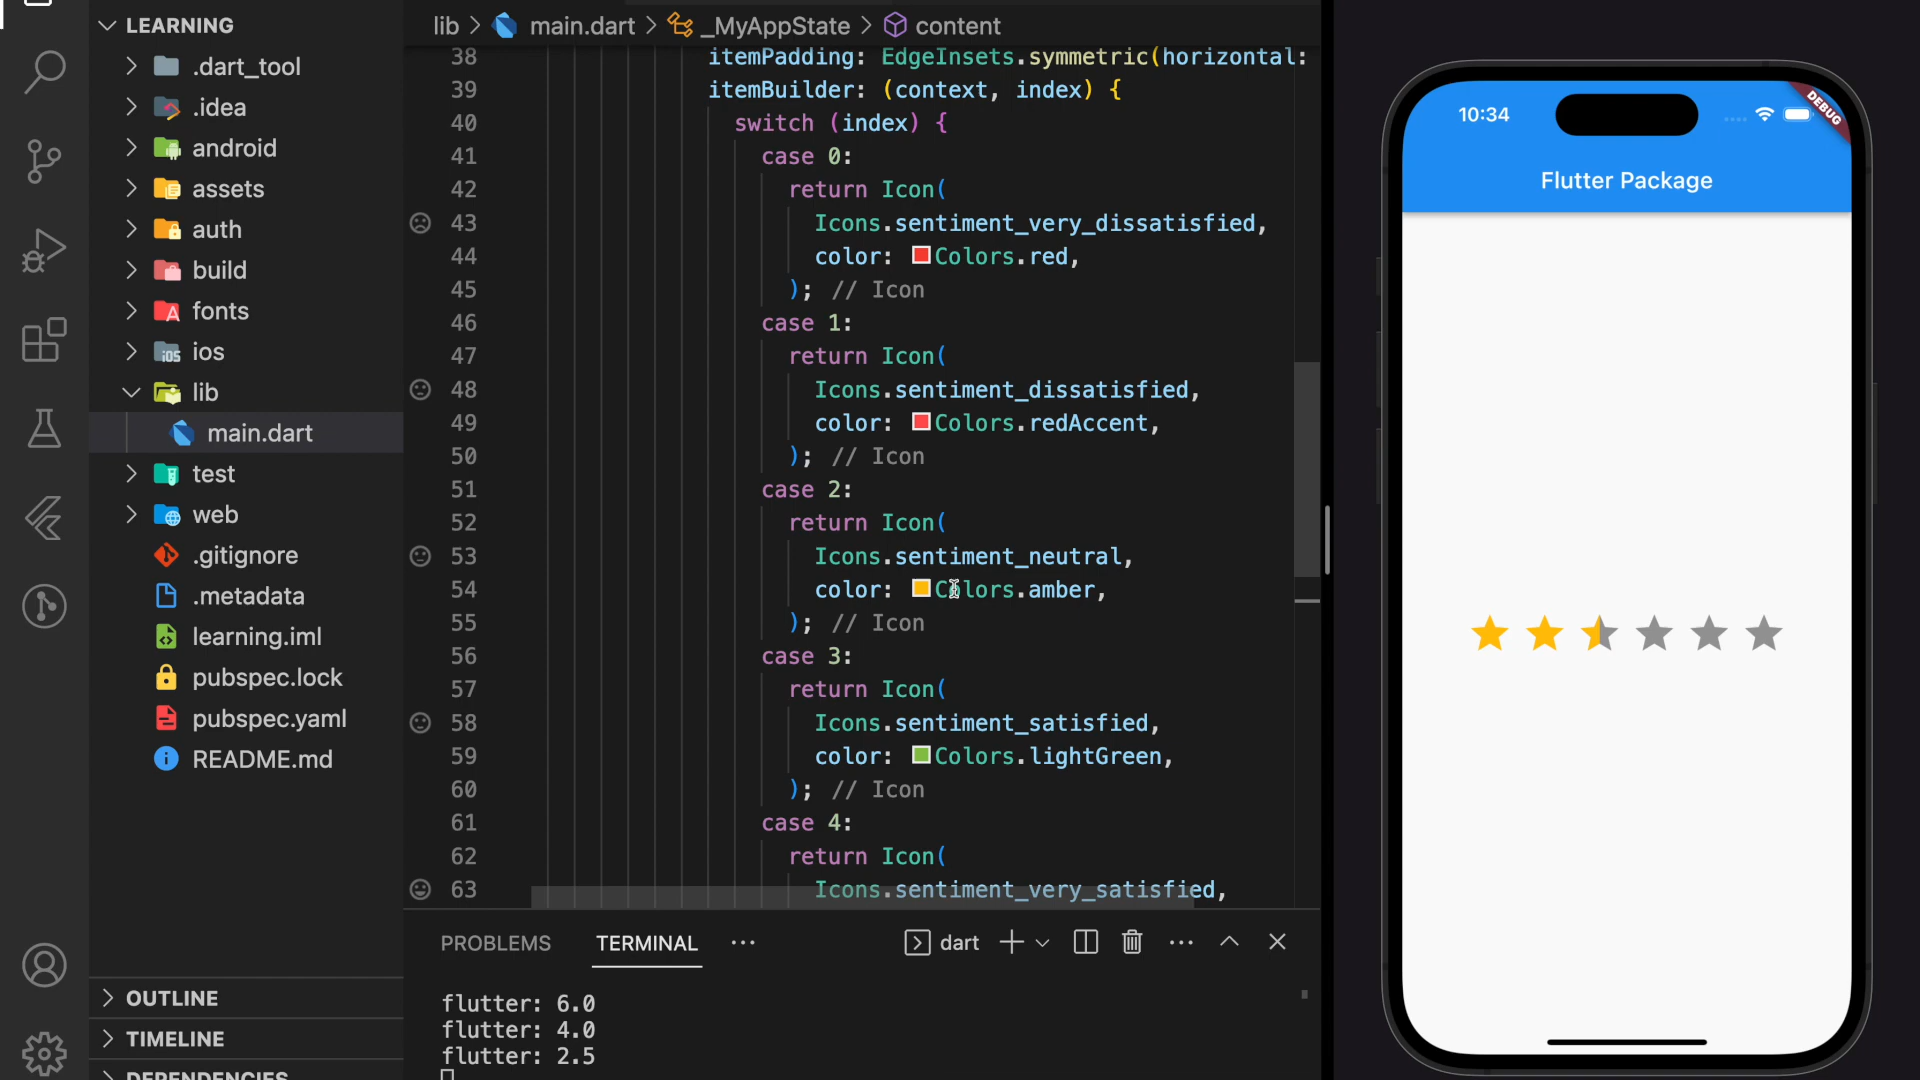 LEARNING
.dart_tool
.idea
android
assets
auth
build
fonts
ios
lib
main.dart
test
web
.gitignore
.metadata
learning.iml
pubspec.lock
pubspec.yaml
README.md
OUTLINE
TIMELINE
DEPENDENCIES
lib > main.dart > _MyAppState > content
38 itemPadding: EdgeInsets.symmetric(horizontal:
39 itemBuilder: (context, index) {
40 switch (index) {
41 case 0:
42 return Icon(
43 Icons.sentiment_very_dissatisfied,
44 color: Colors.red,
45 ); // Icon
46 case 1:
47 return Icon(
48 Icons.sentiment_dissatisfied,
49 color: Colors.redAccent,
50 ); // Icon
51 case 2:
52 return Icon(
53 Icons.sentiment_neutral,
54 color: Colors.amber,
55 ); // Icon
56 case 3:
57 return Icon(
58 Icons.sentiment_satisfied,
59 color: Colors.lightGreen,
60 ); // Icon
61 case 4:
62 return Icon(
63 Icons.sentiment_very_satisfied,
PROBLEMS TERMINAL ... dart
flutter: 6.0
flutter: 4.0
flutter: 2.5
10:34
DEBUG
Flutter Package